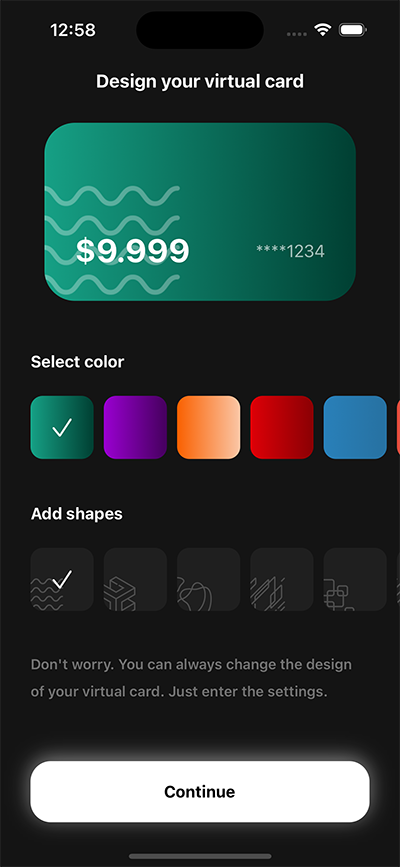 12:58
Design your virtual card
$9.999
****1234
Select color
Add shapes
Don't worry. You can always change the design
of your virtual card. Just enter the settings.
Continue